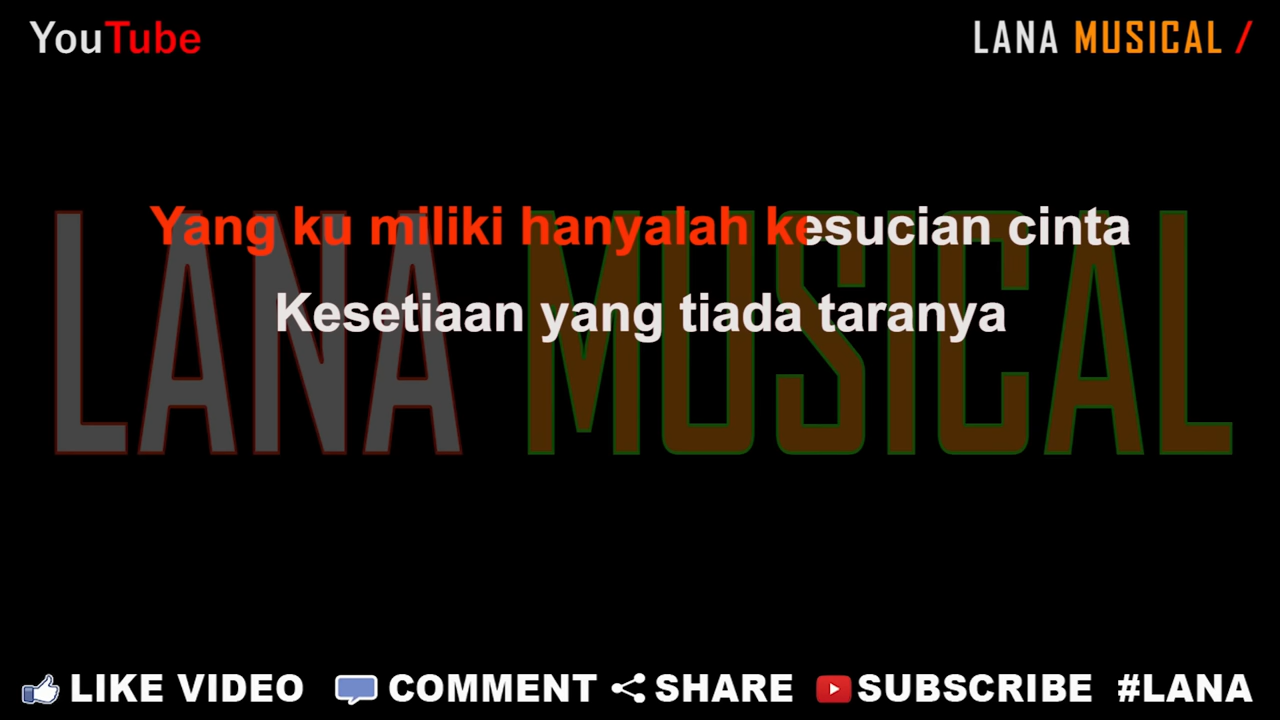 YouTube
LANA MUSICAL /
Yang ku miliki hanyalah kesucian cinta
Kesetiaan yang tiada taranya
LANA MUSICAL
LIKE VIDEO COMMENT SHARE SUBSCRIBE #LANA